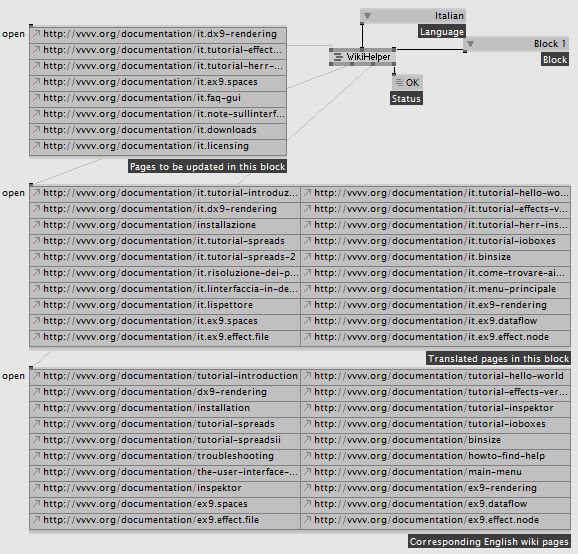 Italian
Language
open
http://vvvv.org/documentation/it.dx9-rendering
http://vvvv.org/documentation/it.tutorial-effect...
http://vvvv.org/documentation/it.tutorial-herr-...
http://vvvv.org/documentation/it.ex9.spaces
http://vvvv.org/documentation/it.faq-gui
http://vvvv.org/documentation/it.note-sullinterf...
http://vvvv.org/documentation/it.downloads
http://vvvv.org/documentation/it.licensing
WikiHelper
Block 1
Block
OK
Status
Pages to be updated in this block
open
http://vvvv.org/documentation/it.tutorial-introduz... http://vvvv.org/documentation/it.tutorial-hello-wo...
http://vvvv.org/documentation/it.dx9-rendering http://vvvv.org/documentation/it.tutorial-effects-v...
http://vvvv.org/documentation/installazione http://vvvv.org/documentation/it.tutorial-herr-ins...
http://vvvv.org/documentation/it.tutorial-spreads http://vvvv.org/documentation/it.tutorial-ioboxes
http://vvvv.org/documentation/it.tutorial-spreads-2 http://vvvv.org/documentation/it.binsize
http://vvvv.org/documentation/it.risoluzione-dei-p... http://vvvv.org/documentation/it.come-trovare-ai...
http://vvvv.org/documentation/it.linterfaccia-in-de... http://vvvv.org/documentation/it.menu-principale
http://vvvv.org/documentation/it.lispettore http://vvvv.org/documentation/it.ex9-rendering
http://vvvv.org/documentation/it.ex9.spaces http://vvvv.org/documentation/it.ex9.dataflow
http://vvvv.org/documentation/it.ex9.effect.file http://vvvv.org/documentation/it.ex9.effect.node
Translated pages in this block
open
http://vvvv.org/documentation/tutorial-introduction http://vvvv.org/documentation/tutorial-hello-world
http://vvvv.org/documentation/dx9-rendering http://vvvv.org/documentation/tutorial-effects-ver...
http://vvvv.org/documentation/installation http://vvvv.org/documentation/tutorial-inspektor
http://vvvv.org/documentation/tutorial-spreads http://vvvv.org/documentation/tutorial-ioboxes
http://vvvv.org/documentation/tutorial-spreadsii http://vvvv.org/documentation/binsize
http://vvvv.org/documentation/troubleshooting http://vvvv.org/documentation/howto-find-help
http://vvvv.org/documentation/the-user-interface-... http://vvvv.org/documentation/main-menu
http://vvvv.org/documentation/inspektor http://vvvv.org/documentation/ex9-rendering
http://vvvv.org/documentation/ex9.spaces http://vvvv.org/documentation/ex9.dataflow
http://vvvv.org/documentation/ex9.effect.file http://vvvv.org/documentation/ex9.effect.node
Corresponding English wiki pages